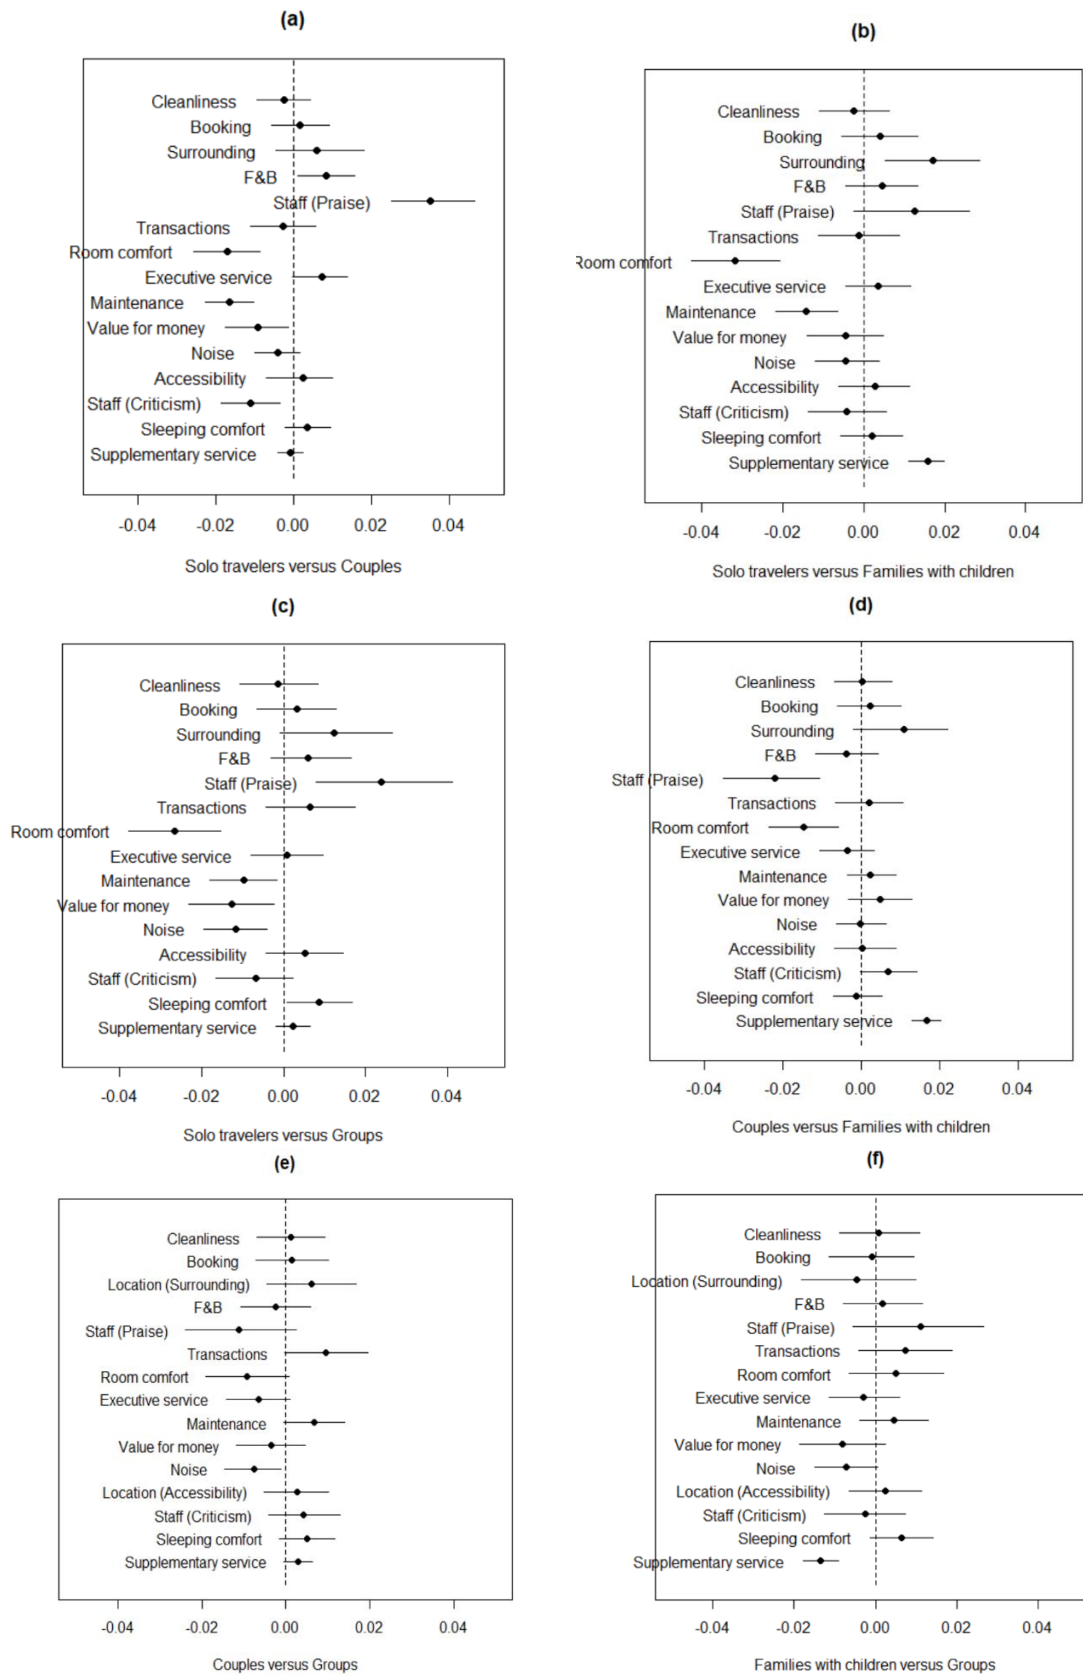 (a)
Cleanliness
Booking
Surrounding
F&B
Staff (Praise)
Transactions
Room comfort
Executive service
Maintenance
Value for money
Noise
Accessibility
Staff (Criticism)
Sleeping comfort
Supplementary service
-0.04 -0.02 0.00 0.02 0.04
Solo travelers versus Couples
(b)
Cleanliness
Booking
Surrounding
F&B
Staff (Praise)
Transactions
Room comfort
Executive service
Maintenance
Value for money
Noise
Accessibility
Staff (Criticism)
Sleeping comfort
Supplementary service
-0.04 -0.02 0.00 0.02 0.04
Solo travelers versus Families with children
(c)
Cleanliness
Booking
Surrounding
F&B
Staff (Praise)
Transactions
Room comfort
Executive service
Maintenance
Value for money
Noise
Accessibility
Staff (Criticism)
Sleeping comfort
Supplementary service
-0.04 -0.02 0.00 0.02 0.04
Solo travelers versus Groups
(d)
Cleanliness
Booking
Surrounding
F&B
Staff (Praise)
Transactions
Room comfort
Executive service
Maintenance
Value for money
Noise
Accessibility
Staff (Criticism)
Sleeping comfort
Supplementary service
-0.04 -0.02 0.00 0.02 0.04
Couples versus Families with children
(e)
Cleanliness
Booking
Location (Surrounding)
F&B
Staff (Praise)
Transactions
Room comfort
Executive service
Maintenance
Value for money
Noise
Location (Accessibility)
Staff (Criticism)
Sleeping comfort
Supplementary service
-0.04 -0.02 0.00 0.02 0.04
Couples versus Groups
(f)
Cleanliness
Booking
Location (Surrounding)
F&B
Staff (Praise)
Transactions
Room comfort
Executive service
Maintenance
Value for money
Noise
Location (Accessibility)
Staff (Criticism)
Sleeping comfort
Supplementary service
-0.04 -0.02 0.00 0.02 0.04
Families with children versus Groups